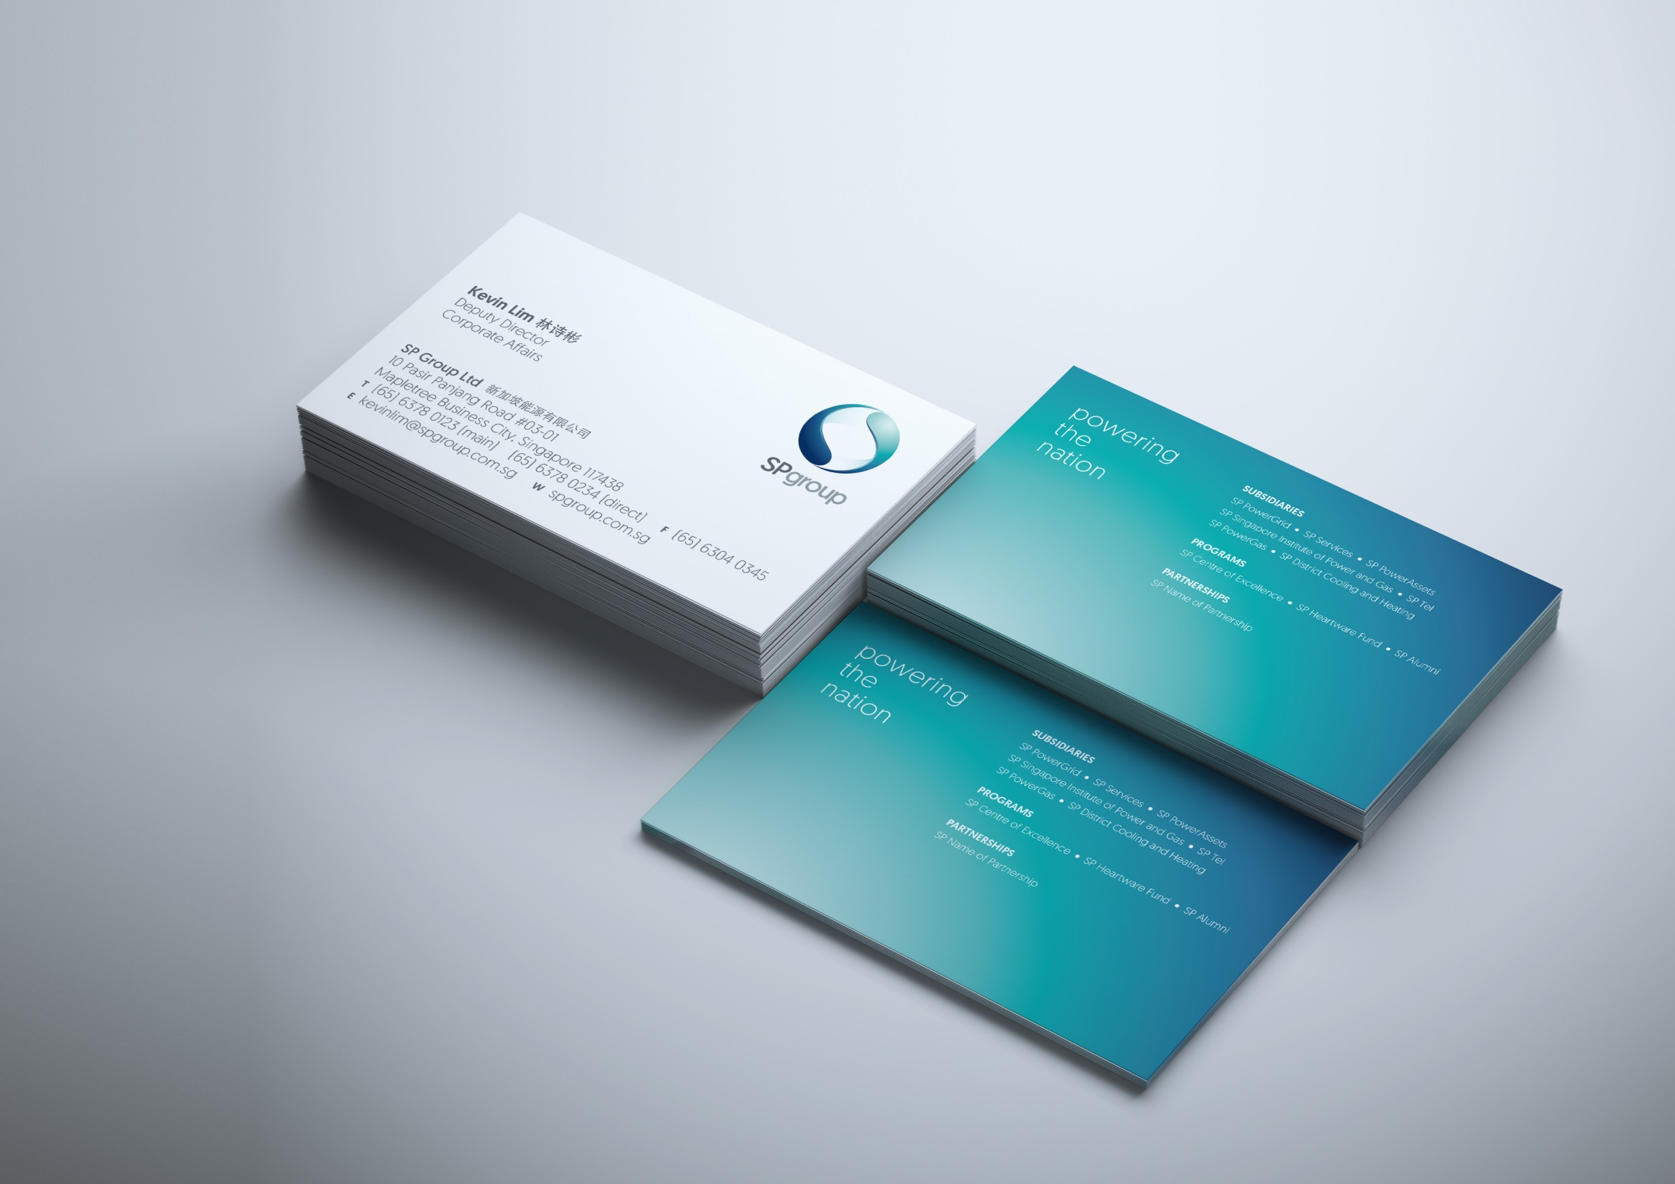 Kevin Lim 林诗彬
Deputy Director
Corporate Affairs
SP Group Ltd 新加坡能源有限公司
10 Pasir Panjang Road #03-01
Mapletree Business City, Singapore 117438
T [65] 6378 0123 [main] [65] 6378 0234 [direct] F [65] 6304 0345
E kevinlim@spgroup.com.sg W spgroup.com.sg
SPgroup
powering
the
nation
SUBSIDIARIES
SP PowerGrid • SP Services • SP PowerAssets
SP Singapore Institute of Power and Gas • SP Tel
SP PowerGas • SP District Cooling and Heating
PROGRAMS
SP Centre of Excellence • SP Heartware Fund • SP Alumni
PARTNERSHIPS
SP Name of Partnership
powering
the
nation
SUBSIDIARIES
SP PowerGrid • SP Services • SP PowerAssets
SP Singapore Institute of Power and Gas • SP Tel
SP PowerGas • SP District Cooling and Heating
PROGRAMS
SP Centre of Excellence • SP Heartware Fund • SP Alumni
PARTNERSHIPS
SP Name of Partnership